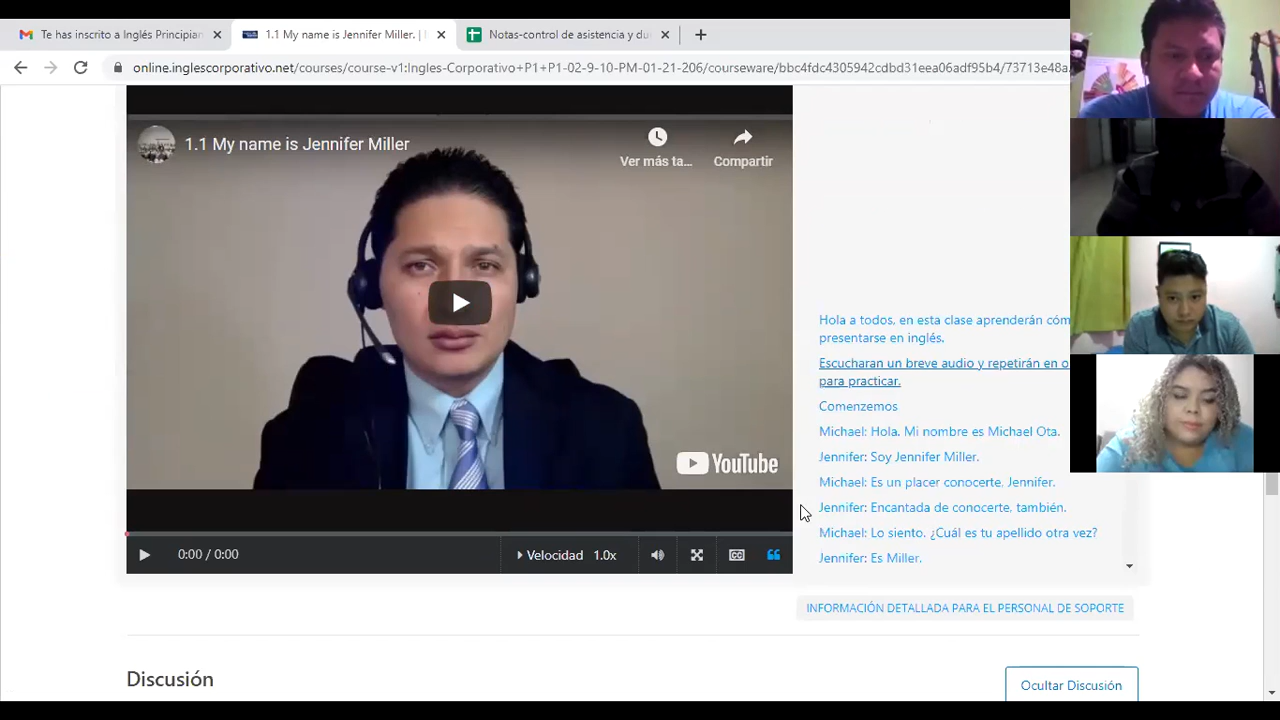 Te has inscrito a Inglés Principian
1.1 My name is Jennifer Miller. |
Notas-control de asistencia y du
online.inglescorporativo.net/courses/course-v1:Ingles-Corporativo+P1+P1-02-9-10-PM-01-21-206/courseware/bbc4fdc4305942cdbd31eea06adf95b4/73713e48a
1.1 My name is Jennifer Miller
Ver más ta...
Compartir
YouTube
0:00 / 0:00
Velocidad 1.0x
Hola a todos, en esta clase aprenderán cóm
presentarse en inglés.
Escucharan un breve audio y repetirán en o
para practicar.
Comenzemos
Michael: Hola. Mi nombre es Michael Ota.
Jennifer: Soy Jennifer Miller.
Michael: Es un placer conocerte, Jennifer.
Jennifer: Encantada de conocerte, también.
Michael: Lo siento. ¿Cuál es tu apellido otra vez?
Jennifer: Es Miller.
INFORMACIÓN DETALLADA PARA EL PERSONAL DE SOPORTE
Discusión
Ocultar Discusión